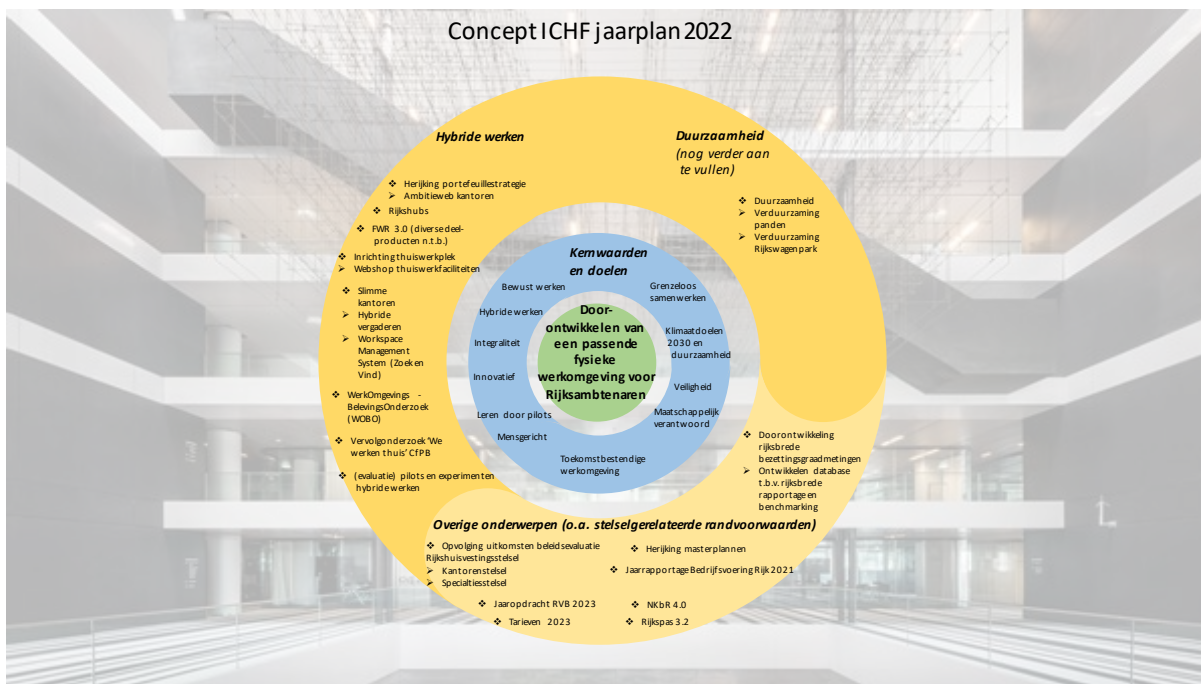 Concept ICHF jaarplan 2022
Hybride werken
❖ Herijking portefeuillestrategie
➢ Ambitieweb kantoren
❖ Rijkshubs
❖ FWR 3.0 (diverse deel-
producten n.t.b.)
❖ Inrichting thuiswerkplek
➢ Webshop thuiswerkfaciliteiten
❖ Slimme
kantoren
➢ Hybride
vergaderen
➢ Workspace
Management
System (Zoek en
Vind)
❖ WerkOmgevings -
BelevingsOnderzoek
(WOBO)
❖ Vervolgonderzoek 'We
werken thuis' CfPB
❖ (evaluatie) pilots en experimenten
hybride werken
Duurzaamheid
(nog verder aan
te vullen)
❖ Duurzaamheid
➢ Verduurzaming
panden
➢ Verduurzaming
Rijkswagenpark
Kernwaarden
en doelen
Bewust werken
Hybride werken
Integraliteit
Innovatief
Leren door pilots
Mensgericht
Toekomstbestendige
werkomgeving
Grenzeloos
samenwerken
Klimaatdoelen
2030 en
duurzaamheid
Veiligheid
Maatschappelijk
verantwoord
Door-
ontwikkelen van
een passende
fysieke
werkomgeving voor
Rijksambtenaren
❖ Doorontwikkeling
rijksbrede
bezettingsgraadmetingen
➢ Ontwikkelen database
t.b.v. rijksbrede
rapportage en
benchmarking
Overige onderwerpen (o.a. stelselgerelateerde randvoorwaarden)
❖ Opvolging uitkomsten beleidsevaluatie
Rijkshuisvestingsstelsel
➢ Kantorenstelsel
➢ Specialtiesstelsel
❖ Herijking masterplannen
❖ Jaarrapportage Bedrijfsvoering Rijk 2021
❖ Jaaropdracht RVB 2023
❖ NKbR 4.0
❖ Tarieven 2023
❖ Rijkspas 3.2